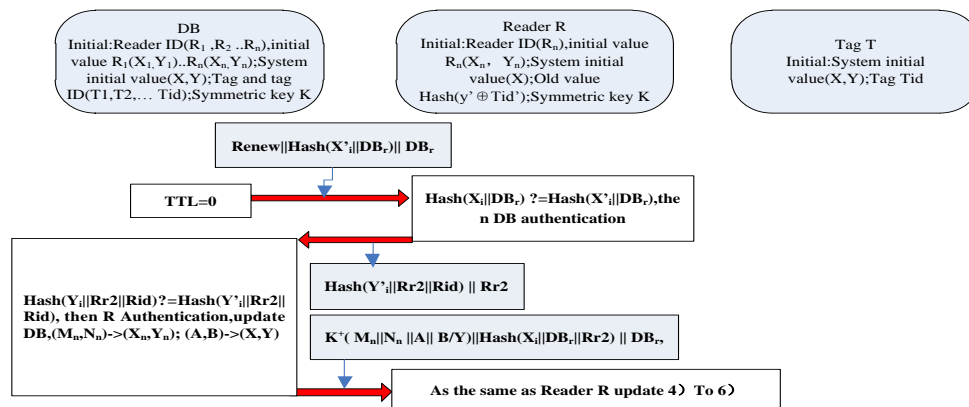 DB
Initial:Reader ID(R₁ ,R₂ ..Rₙ),initial
value R₁(X₁,Y₁)..Rₙ(Xₙ,Yₙ);System
initial value(X,Y);Tag and tag
ID(T1,T2,… Tid);Symmetric key K
Reader R
Initial:Reader ID(Rₙ),initial value
Rₙ(Xₙ, Yₙ);System initial
value(X);Old value
Hash(y'⊕Tid');Symmetric key K
Tag T
Initial:System initial
value(X,Y);Tag Tid
Renew||Hash(X'ᵢ||DBᵣ)|| DBᵣ
TTL=0
Hash(Xᵢ||DBᵣ) ?=Hash(X'ᵢ||DBᵣ),the
n DB authentication
Hash(Y'ᵢ||Rr2||Rid) || Rr2
Hash(Yᵢ||Rr2||Rid)?=Hash(Y'ᵢ||Rr2||
Rid), then R Authentication,update
DB,(Mₙ,Nₙ)->(Xₙ,Yₙ); (A,B)->(X,Y)
K⁺( Mₙ||Nₙ ||A|| B/Y)||Hash(Xᵢ||DBᵣ||Rr2) || DBᵣ,
As the same as Reader R update 4）To 6）